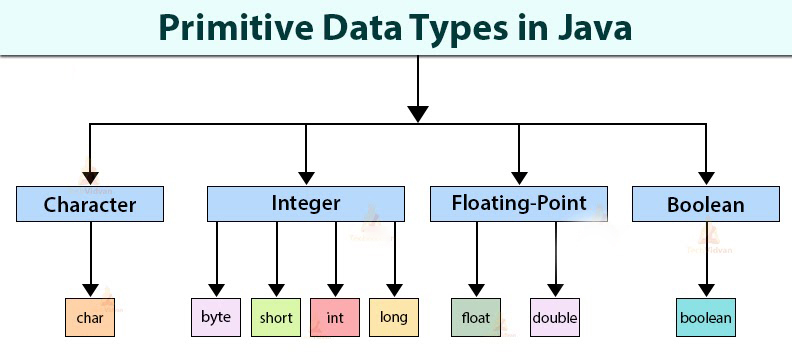 Primitive Data Types in Java
Character Integer Floating-Point Boolean
char byte short int long float double boolean